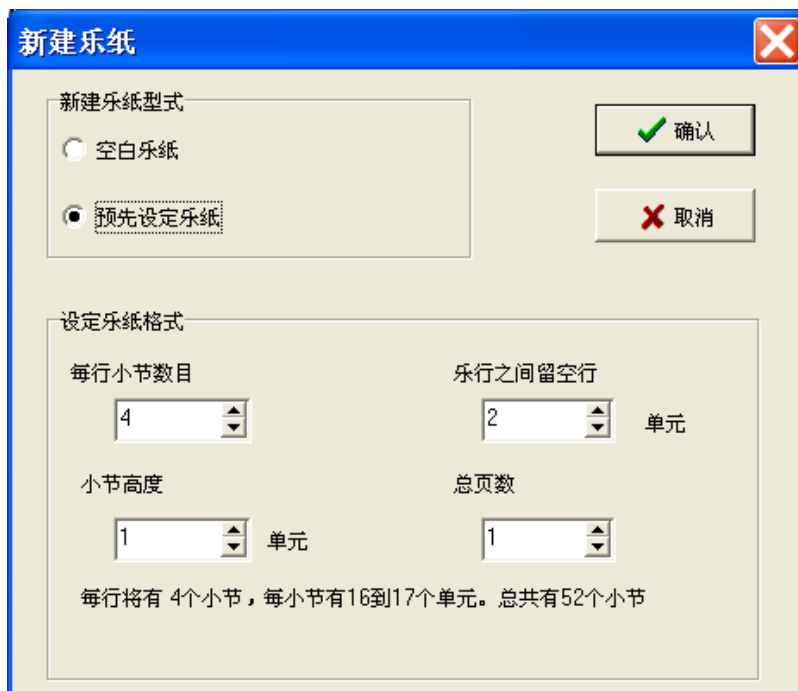 新建乐纸
新建乐纸型式
空白乐纸
预先设定乐纸
确认
取消
设定乐纸格式
每行小节数目
乐行之间留空行
4
2
单元
小节高度
总页数
1
单元
1
每行将有 4个小节，每小节有16到17个单元。总共有52个小节